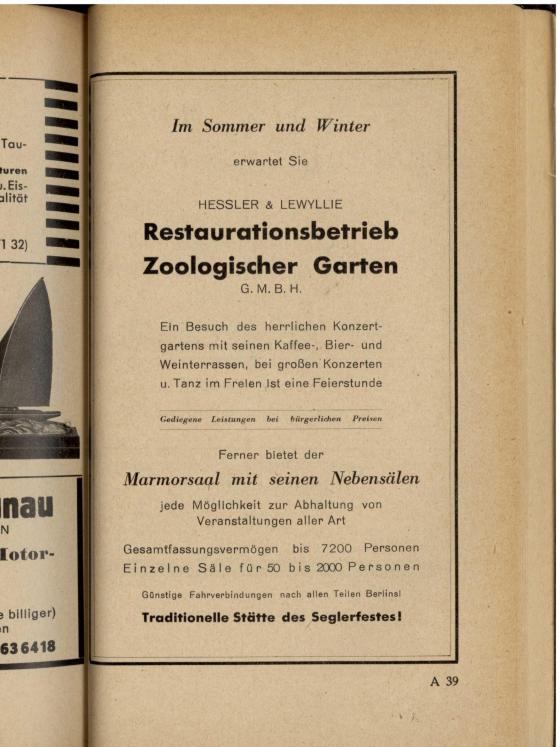 Tau-
turen
u. Eis-
alität
1 32)
nau
N
Motor-
e billiger)
en
636418
Im Sommer und Winter
erwartet Sie
HESSLER & LEWYLLIE
Restaurationsbetrieb
Zoologischer Garten
G. M. B. H.
Ein Besuch des herrlichen Konzert-
gartens mit seinen Kaffee-, Bier- und
Weinterrassen, bei großen Konzerten
u. Tanz im Freien ist eine Feierstunde
Gediegene Leistungen bei bürgerlichen Preisen
Ferner bietet der
Marmorsaal mit seinen Nebensälen
jede Möglichkeit zur Abhaltung von
Veranstaltungen aller Art
Gesamtfassungsvermögen bis 7200 Personen
Einzelne Säle für 50 bis 2000 Personen
Günstige Fahrverbindungen nach allen Teilen Berlins!
Traditionelle Stätte des Seglerfestes!
A 39